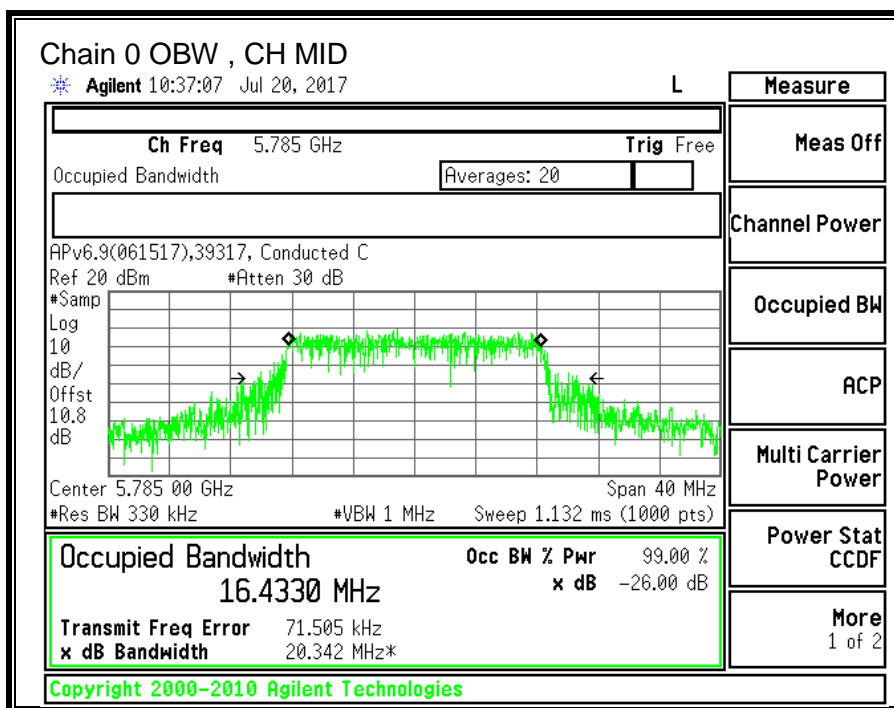 Chain 0 OBW , CH MID
Agilent 10:37:07 Jul 20, 2017 L
Measure
Ch Freq 5.785 GHz Trig Free
Occupied Bandwidth Averages: 20
APv6.9(061517),39317, Conducted C
Ref 20 dBm #Atten 30 dB
#Samp
Log
10
dB/
Offst
10.8
dB
Center 5.785 00 GHz Span 40 MHz
#Res BW 330 kHz #VBW 1 MHz Sweep 1.132 ms (1000 pts)
Occupied Bandwidth Occ BW % Pwr 99.00 %
16.4330 MHz x dB -26.00 dB
Transmit Freq Error 71.505 kHz
x dB Bandwidth 20.342 MHz*
Meas Off
Channel Power
Occupied BW
ACP
Multi Carrier
Power
Power Stat
CCDF
More
1 of 2
Copyright 2000-2010 Agilent Technologies